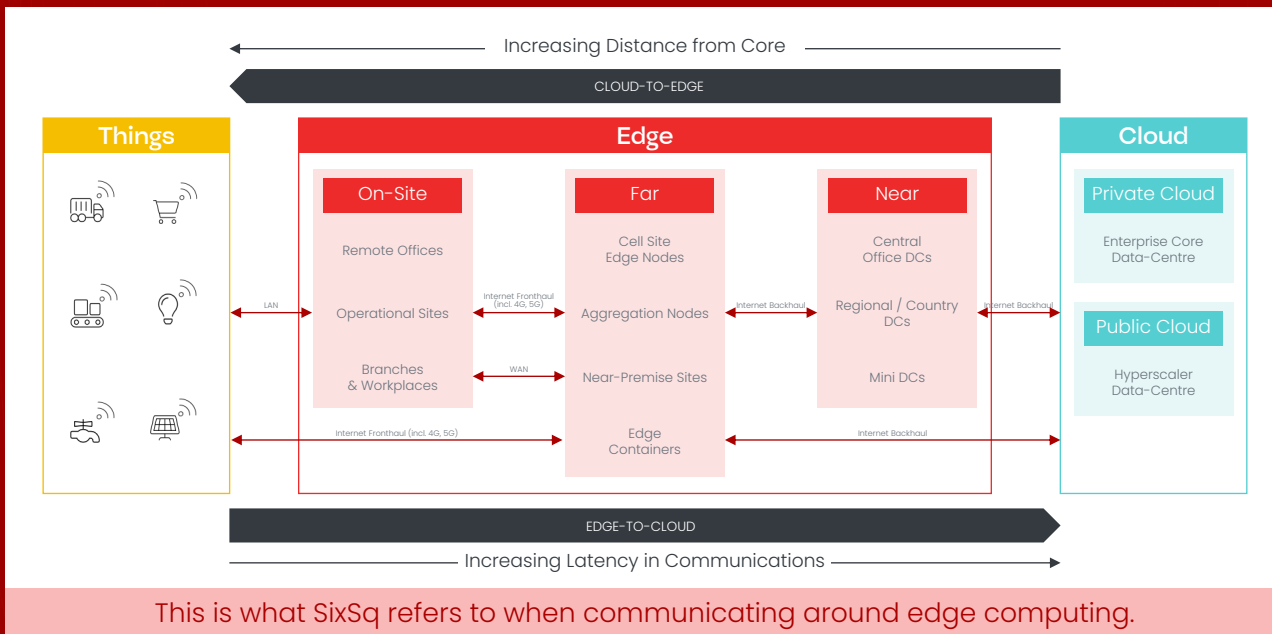 Increasing Distance from Core
CLOUD-TO-EDGE
Things
Edge
Cloud
On-Site
Remote Offices
Operational Sites
Branches
& Workplaces
Far
Cell Site
Edge Nodes
Aggregation Nodes
Near-Premise Sites
Edge
Containers
Near
Central
Office DCs
Regional / Country
DCs
Mini DCs
Private Cloud
Enterprise Core
Data-Centre
Public Cloud
Hyperscaler
Data-Centre
LAN
Internet Fronthaul
(incl. 4G, 5G)
WAN
Internet Backhaul
Internet Backhaul
Internet Fronthaul (incl. 4G, 5G)
Internet Backhaul
EDGE-TO-CLOUD
Increasing Latency in Communications
This is what SixSq refers to when communicating around edge computing.